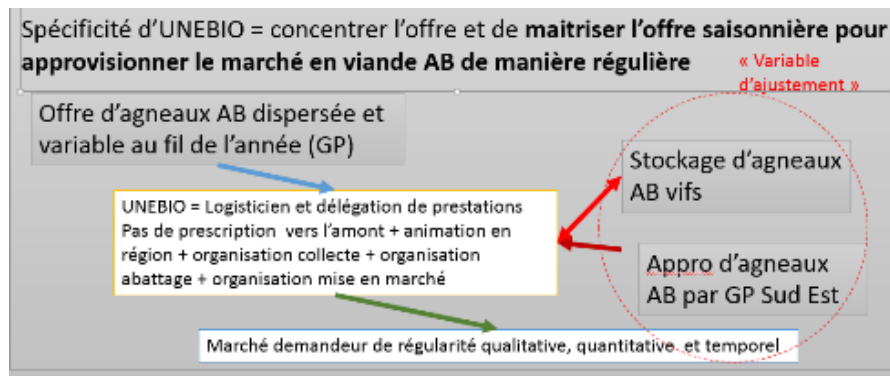 Spécificité d'UNEBIO = concentrer l'offre et de maitriser l'offre saisonnière pour
approvisionner le marché en viande AB de manière régulière
« Variable
d'ajustement »
Offre d'agneaux AB dispersée et
variable au fil de l'année (GP)
Stockage d'agneaux
AB vifs
UNEBIO = Logisticien et délégation de prestations
Pas de prescription vers l'amont + animation en
région + organisation collecte + organisation
abattage + organisation mise en marché
Appro d'agneaux
AB par GP Sud Est
Marché demandeur de régularité qualitative, quantitative et temporel